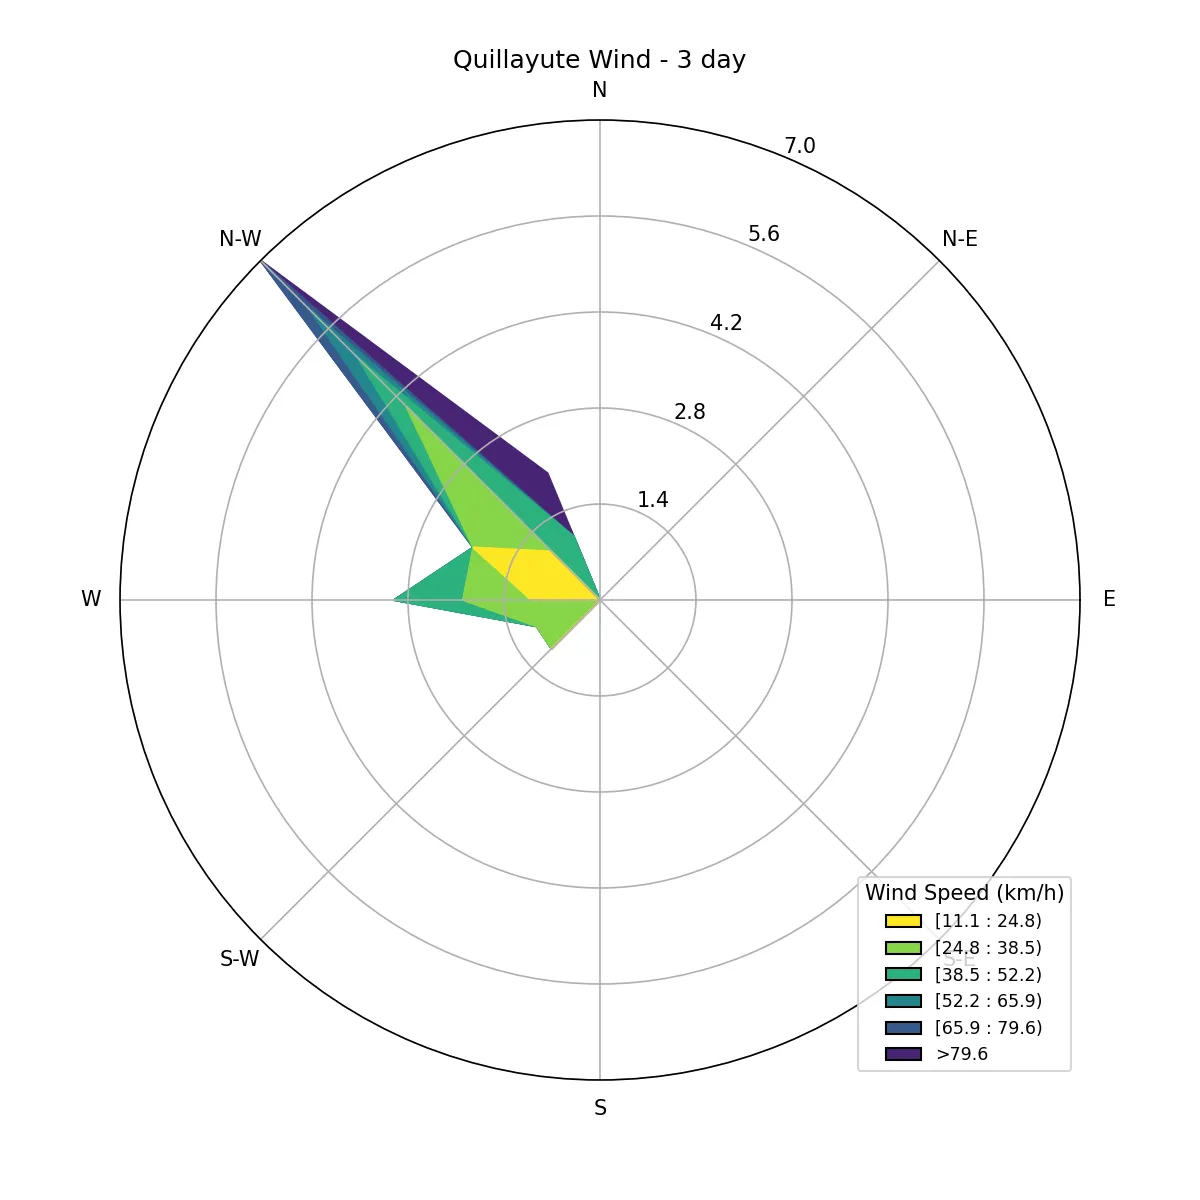 Quillayute Wind - 3 day
N
7.0
N-W
5.6
N-E
4.2
2.8
1.4
W
E
S-W
S-E
S
Wind Speed (km/h)
[11.1 : 24.8)
[24.8 : 38.5)
[38.5 : 52.2)
[52.2 : 65.9)
[65.9 : 79.6)
>79.6